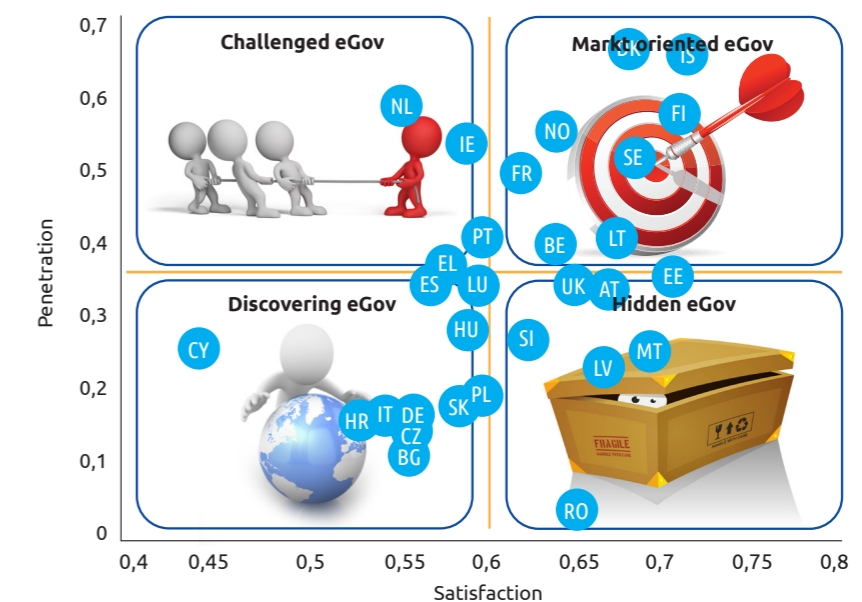 0,7
Challenged eGov
Markt oriented eGov
DK
IS
0,6
NL
FI
NO
IE
0,5
FR
SE
Penetration
0,4
PT
BE
LT
EL
ES
LU
UK
AT
EE
0,3
Discovering eGov
Hidden eGov
HU
SI
CY
MT
LV
0,2
PL
SK
HR
IT
DE
CZ
BG
FRAGILE
0,1
RO
0
0,4
0,45
0,5
0,55
0,6
0,65
0,7
0,75
0,8
Satisfaction